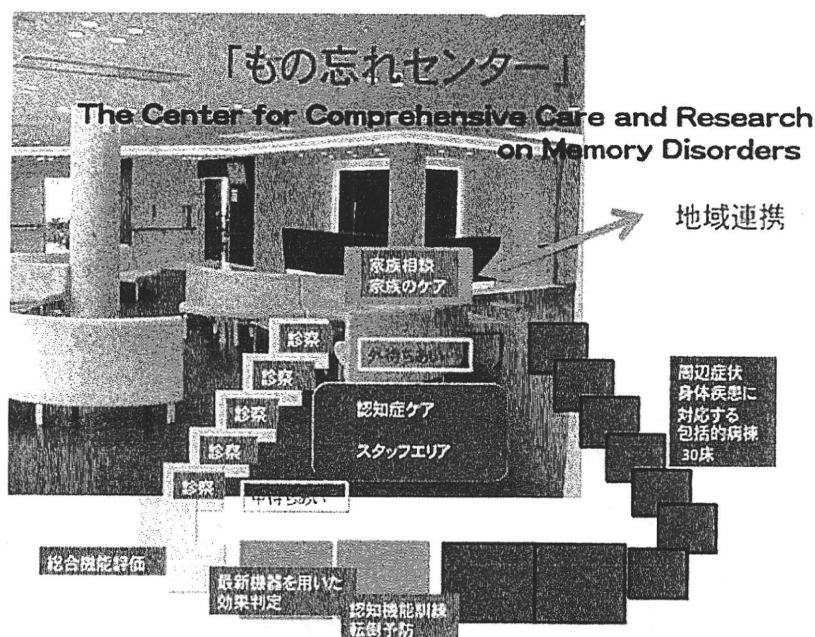 「もの忘れセンター」
The Center for Comprehensive Care and Research
on Memory Disorders
地域連携
家族相談
家族のケア
診察
外待ちあい
診察
診察
診察
診察
認知症ケア
スタッフエリア
周辺症状
身体疾患に
対応する
包括的病棟
30床
中待ちあい
総合機能評価
最新機器を用いた
効果判定
認知機能訓練
転倒予防